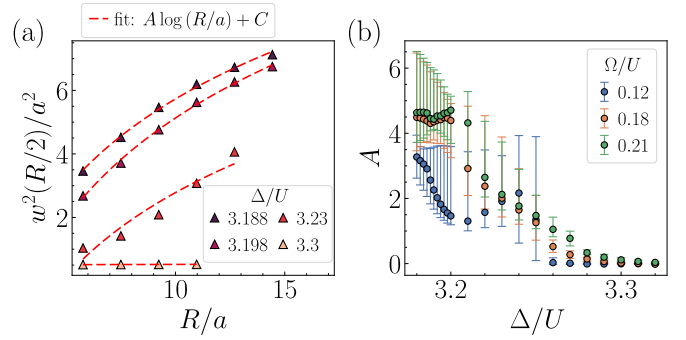 (a)
fit: A log (R/a) + C
w²(R/2)/a²
6
4
2
10
15
R/a
Δ/U
3.188
3.198
3.23
3.3
(b)
A
6
4
2
0
3.2
3.3
Δ/U
Ω/U
0.12
0.18
0.21